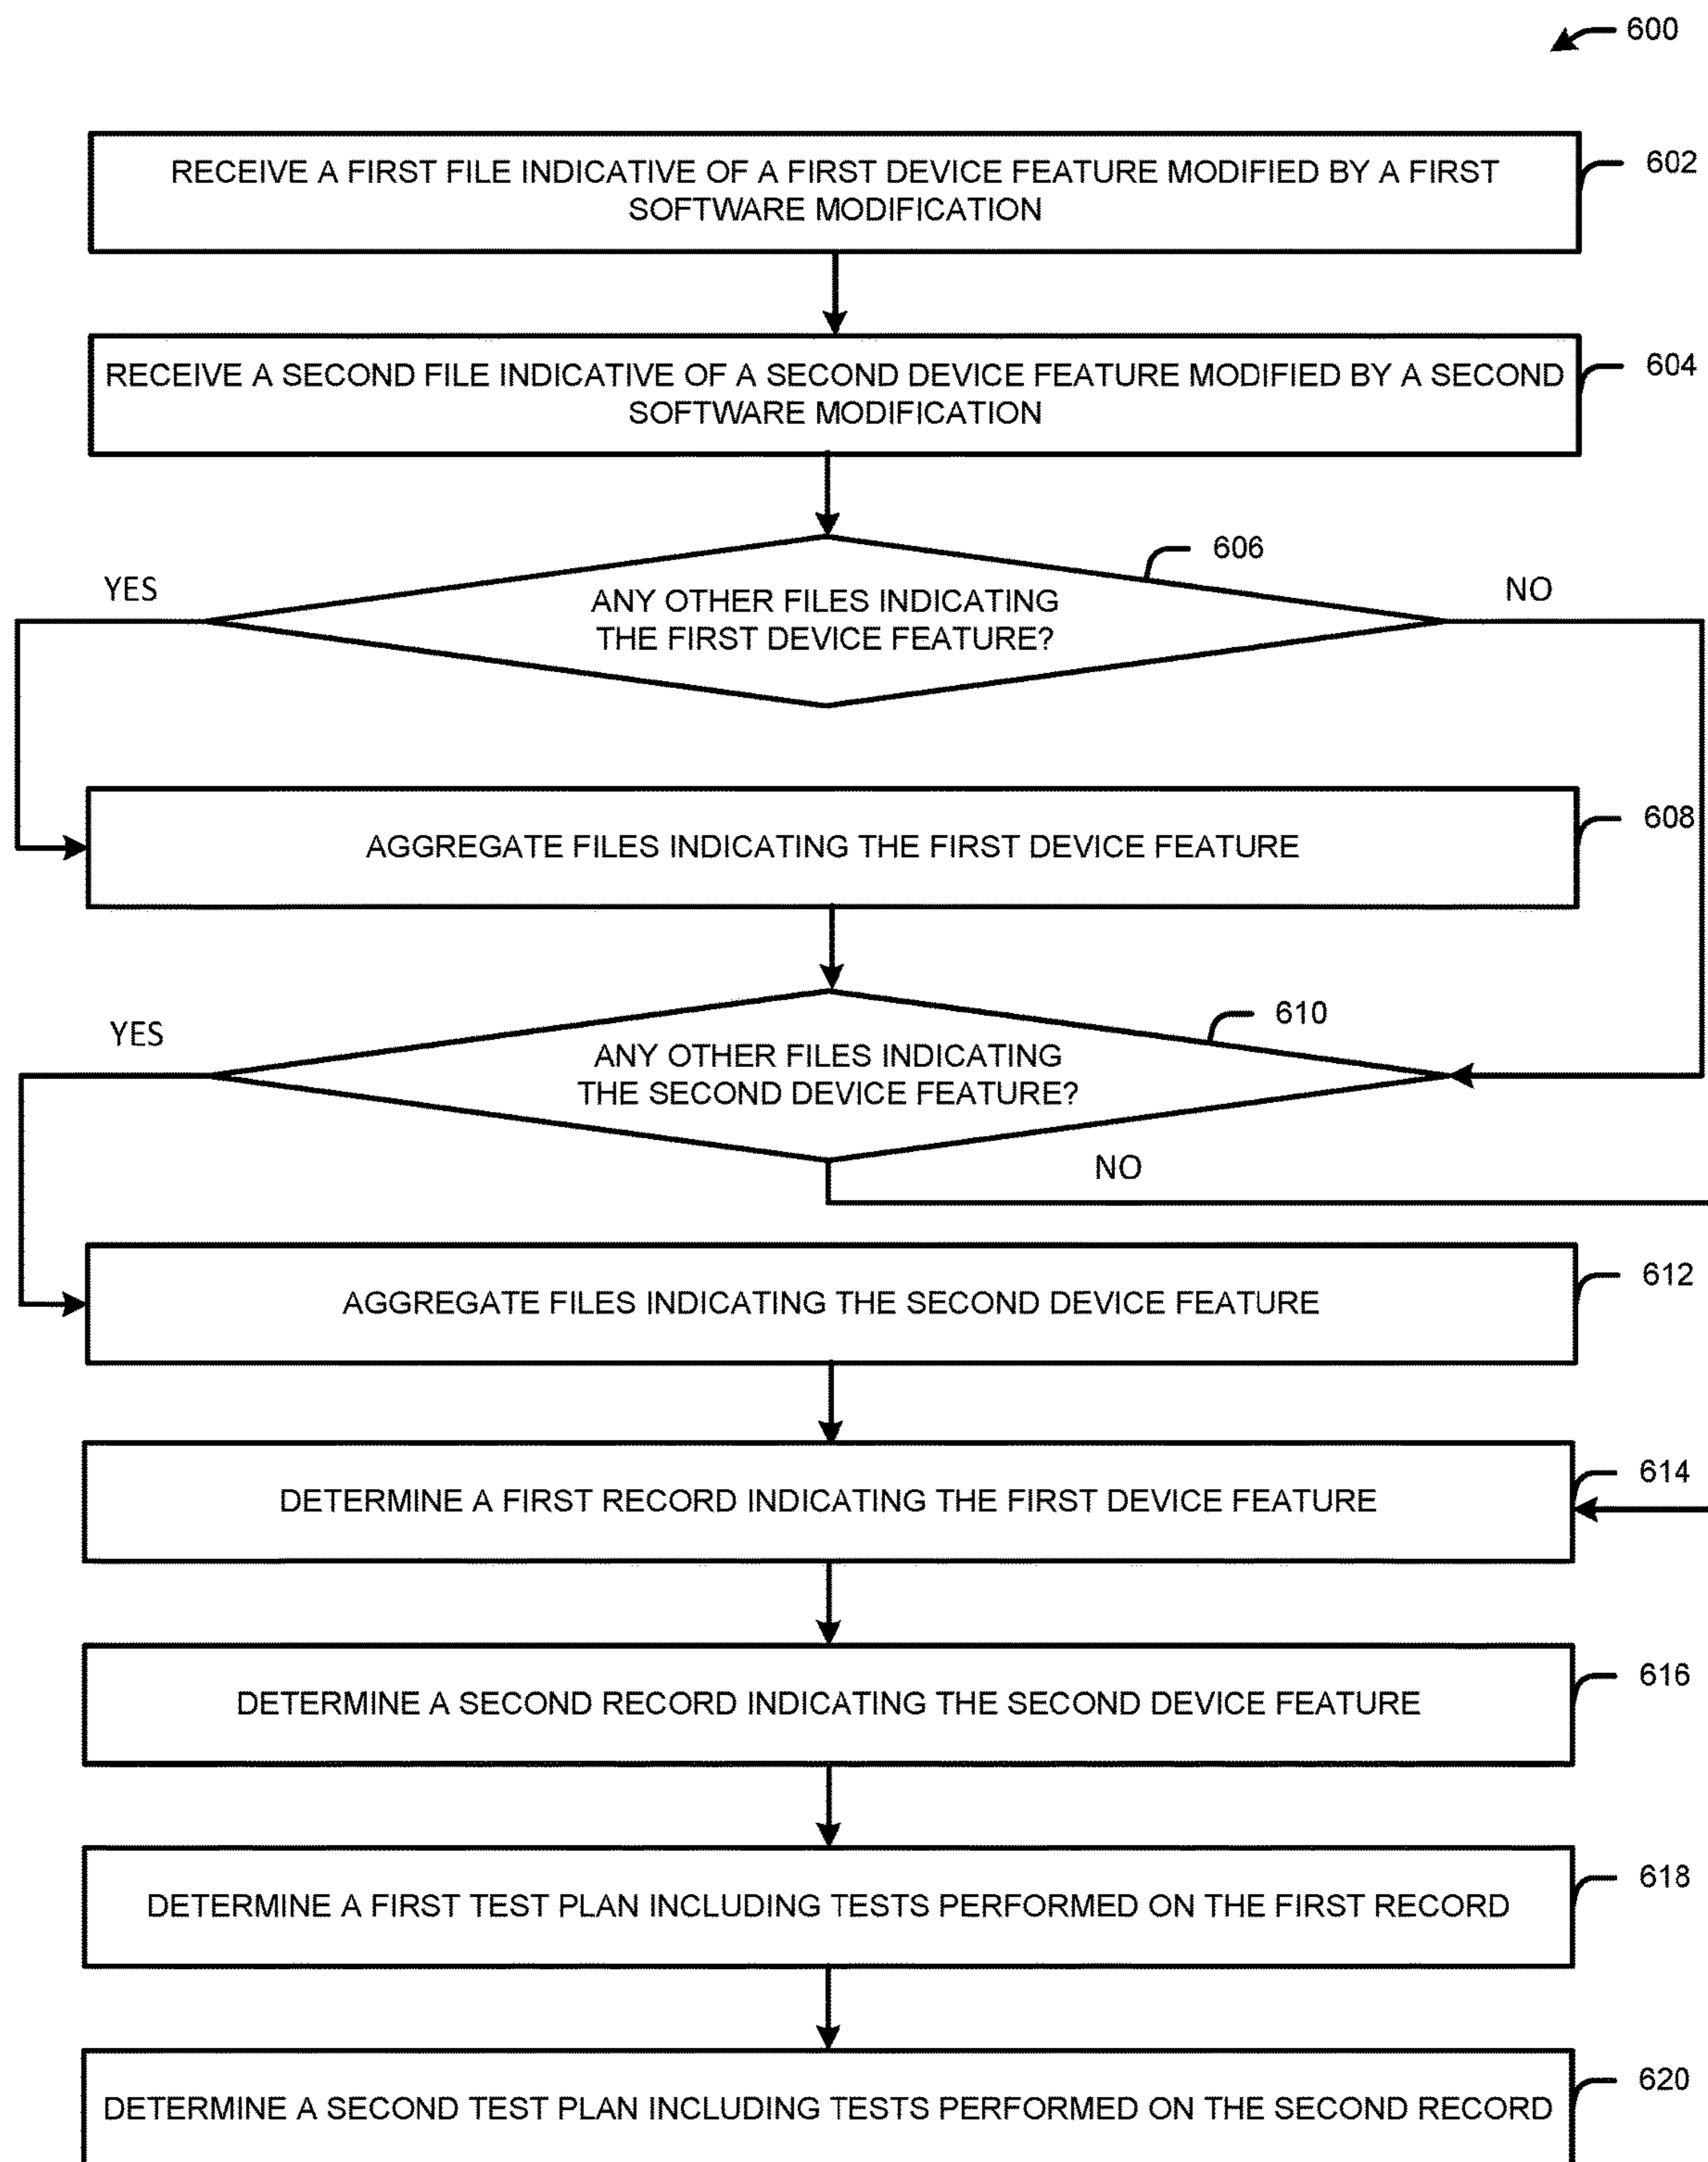 600
RECEIVE A FIRST FILE INDICATIVE OF A FIRST DEVICE FEATURE MODIFIED BY A FIRST
SOFTWARE MODIFICATION
602
RECEIVE A SECOND FILE INDICATIVE OF A SECOND DEVICE FEATURE MODIFIED BY A SECOND
SOFTWARE MODIFICATION
604
606
YES
NO
ANY OTHER FILES INDICATING
THE FIRST DEVICE FEATURE?
608
AGGREGATE FILES INDICATING THE FIRST DEVICE FEATURE
610
YES
ANY OTHER FILES INDICATING
THE SECOND DEVICE FEATURE?
NO
612
AGGREGATE FILES INDICATING THE SECOND DEVICE FEATURE
614
DETERMINE A FIRST RECORD INDICATING THE FIRST DEVICE FEATURE
616
DETERMINE A SECOND RECORD INDICATING THE SECOND DEVICE FEATURE
618
DETERMINE A FIRST TEST PLAN INCLUDING TESTS PERFORMED ON THE FIRST RECORD
620
DETERMINE A SECOND TEST PLAN INCLUDING TESTS PERFORMED ON THE SECOND RECORD